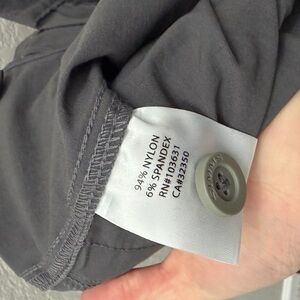 94% NYLON
6% SPANDEX
RN#103631
CA#32350